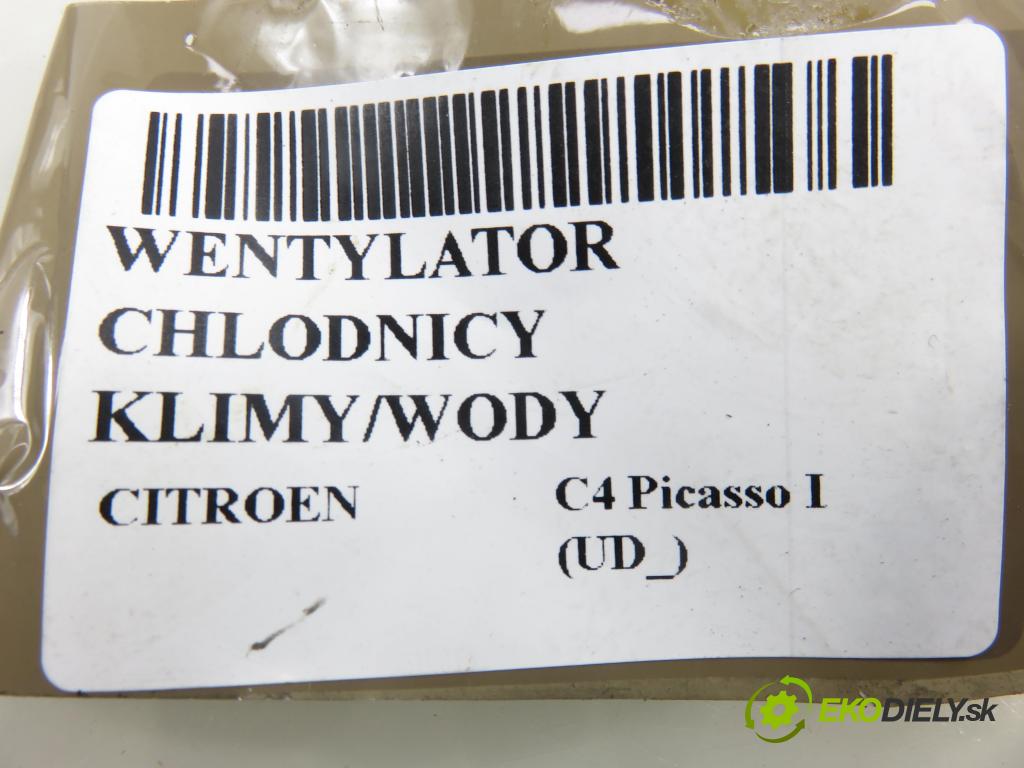 WENTYLATOR
CHLODNICY
KLIMY/WODY
CITROEN C4 Picasso I
(UD_)
EKODIELY.sk